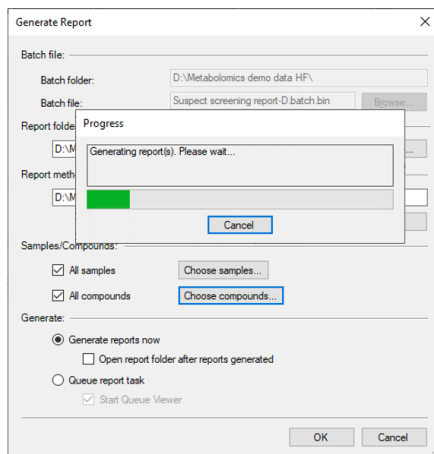 Generate Report
Batch file:
Batch folder:
D:\Metabolomics demo data HF\
Batch file:
Suspect screening report-D.batch.bin
Browse...
Progress
Report folde
Generating report(s). Please wait...
D:\M
...
Report metho
D:\M
Cancel
Samples/Compounds:
All samples
Choose samples...
All compounds
Choose compounds...
Generate:
Generate reports now
Open report folder after reports generated
Queue report task
Start Queue Viewer
OK
Cancel